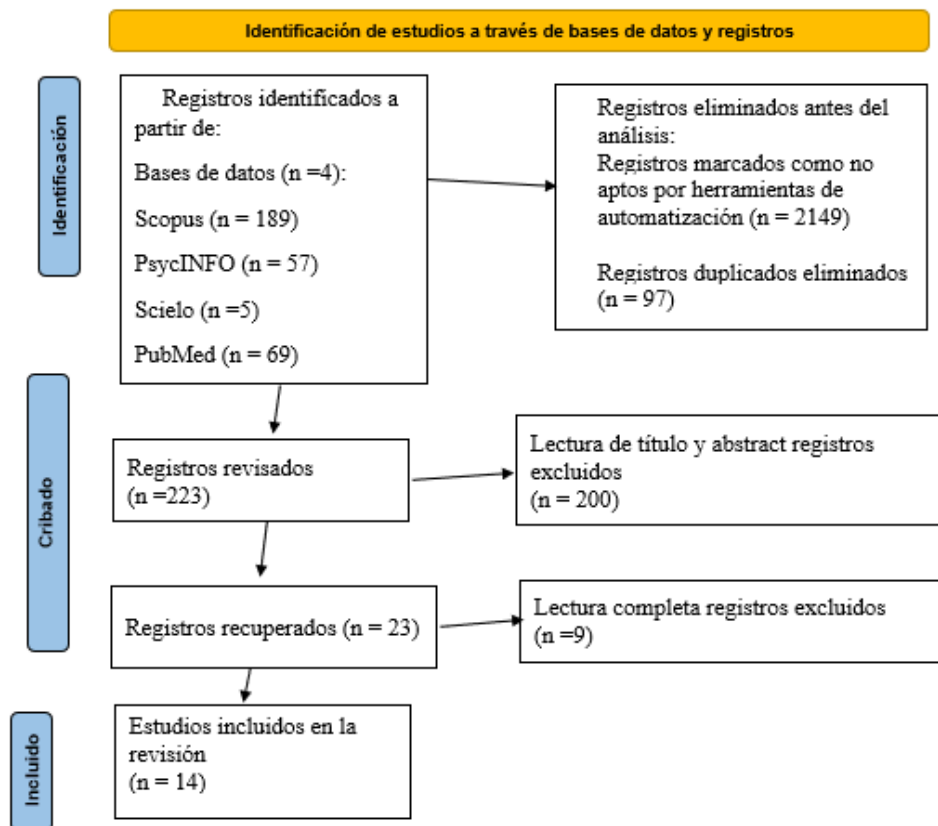 Identificación de estudios a través de bases de datos y registros
Identificación
Registros identificados a
partir de:
Bases de datos (n =4):
Scopus (n = 189)
PsycINFO (n = 57)
Scielo (n =5)
PubMed (n = 69)
Registros eliminados antes del
análisis:
Registros marcados como no
aptos por herramientas de
automatización (n = 2149)
Registros duplicados eliminados
(n = 97)
Cribado
Registros revisados
(n =223)
Lectura de título y abstract registros
excluidos
(n = 200)
Registros recuperados (n = 23)
Lectura completa registros excluidos
(n =9)
Incluido
Estudios incluidos en la
revisión
(n = 14)